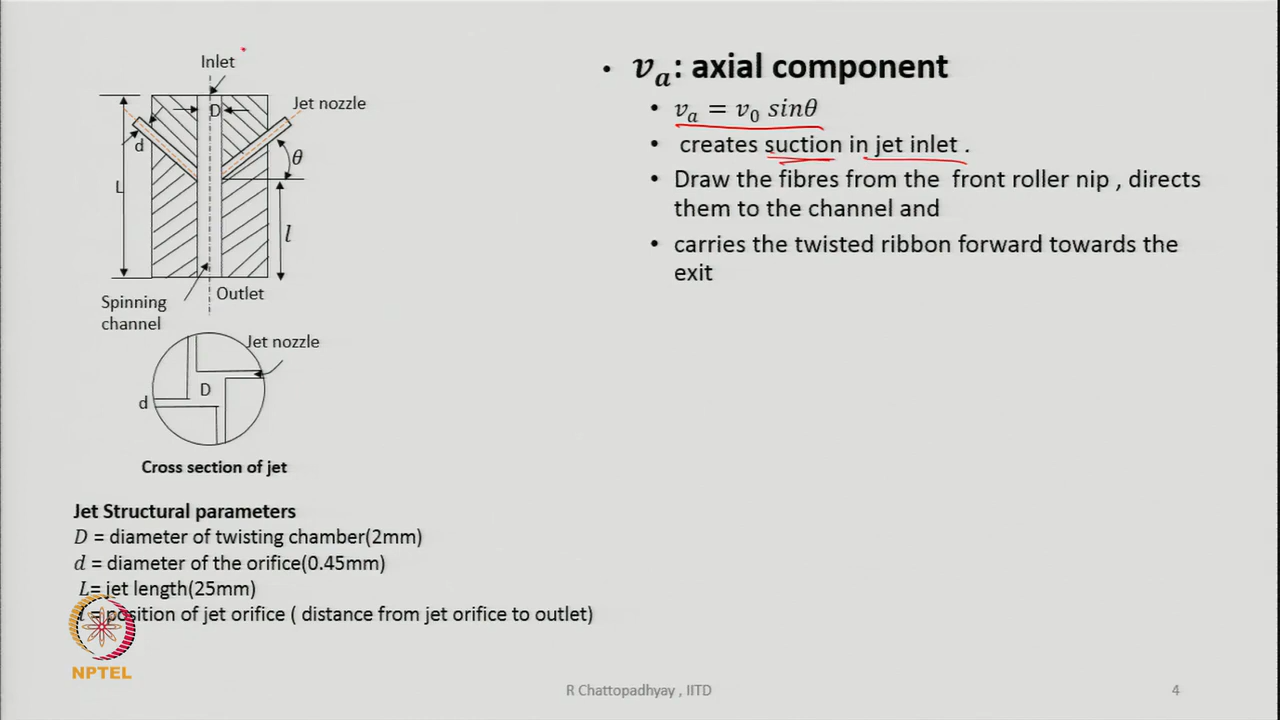 Inlet
Jet nozzle
D
d
θ
L
l
Spinning
channel
Outlet
Jet nozzle
D
d
Cross section of jet
Jet Structural parameters
D = diameter of twisting chamber(2mm)
d = diameter of the orifice(0.45mm)
L= jet length(25mm)
l = position of jet orifice ( distance from jet orifice to outlet)
NPTEL
• vₐ: axial component
• vₐ = v₀ sinθ
• creates suction in jet inlet .
• Draw the fibres from the front roller nip , directs
them to the channel and
• carries the twisted ribbon forward towards the
exit
R Chattopadhyay , IITD
4